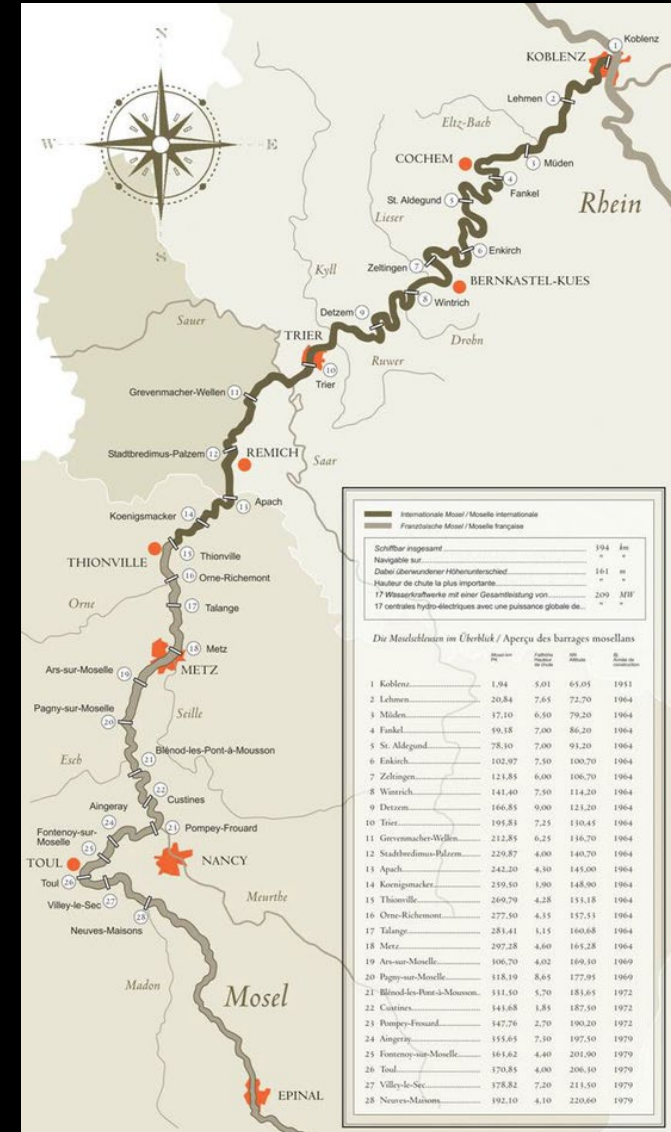 N
W
E
S
Koblenz
1
KOBLENZ
Lehmen 2
Eltz-Bach
3 Müden
COCHEM
4
Fankel
St. Aldegund 5
Rhein
Lieser
6 Enkirch
Zeltingen 7
Kyll
BERNKASTEL-KUES
8 Wintrich
Detzem 9
Sauer
Drohn
TRIER
Ruwer
10
Trier
Grevenmacher-Wellen 11
Stadtbredimus-Palzem 12
REMICH
Saar
13 Apach
Koenigsmacker 14
15 Thionville
THIONVILLE
16 Orne-Richemont
Orne
17 Talange
18 Metz
METZ
Ars-sur-Moselle 19
Pagny-sur-Moselle
20
Seille
Esch
21 Blénod-les-Pont-à-Mousson
22
Custines
Aingeray
24
23 Pompey-Frouard
Fontenoy-sur-
Moselle
25
TOUL
NANCY
Toul 26
27
Villey-le-Sec
28
Meurthe
Neuves-Maisons
Madon
Mosel
EPINAL
Internationale Mosel / Moselle internationale
Französische Mosel / Moselle française
Schiffbar insgesamt 394 km
Navigable sur " "
Dabei überwundener Höhenunterschied 161 m
Hauteur de chute la plus importante " "
17 Wasserkraftwerke mit einer Gesamtleistung von 209 MW
17 centrales hydro-électriques avec une puissance globale de... " "
Die Moselschleusen im Überblick / Aperçu des barrages mosellans
Mosel-km Fallhöhe NN Bj.
PK Hauteur de chute Altitude Année de construction
1 Koblenz 1,94 5,01 65,05 1951
2 Lehmen 20,84 7,65 72,70 1964
3 Müden 37,10 6,50 79,20 1964
4 Fankel 59,38 7,00 86,20 1964
5 St. Aldegund 78,30 7,00 93,20 1964
6 Enkirch 102,97 7,50 100,70 1964
7 Zeltingen 123,85 6,00 106,70 1964
8 Wintrich 141,40 7,50 114,20 1964
9 Detzem 166,85 9,00 123,20 1964
10 Trier 195,83 7,25 130,45 1964
11 Grevenmacher-Wellen 212,85 6,25 136,70 1964
12 Stadtbredimus-Palzem 229,87 4,00 140,70 1964
13 Apach 242,20 4,30 145,00 1964
14 Koenigsmacker 259,50 3,90 148,90 1964
15 Thionville 269,79 4,28 153,18 1964
16 Orne-Richemont 277,50 4,35 157,53 1964
17 Talange 283,41 3,15 160,68 1964
18 Metz 297,28 4,60 165,28 1964
19 Ars-sur-Moselle 306,70 4,02 169,30 1969
20 Pagny-sur-Moselle 318,19 8,65 177,95 1969
21 Blénod-les-Pont-à-Mousson.. 331,50 5,70 183,65 1972
22 Custines 343,68 3,85 187,50 1972
23 Pompey-Frouard 347,76 2,70 190,20 1972
24 Aingeray 355,65 7,30 197,50 1979
25 Fontenoy-sur-Moselle 363,62 4,40 201,90 1979
26 Toul 370,85 4,00 206,30 1979
27 Villey-le-Sec 378,82 7,20 213,50 1979
28 Neuves-Maisons 392,10 4,10 220,60 1979